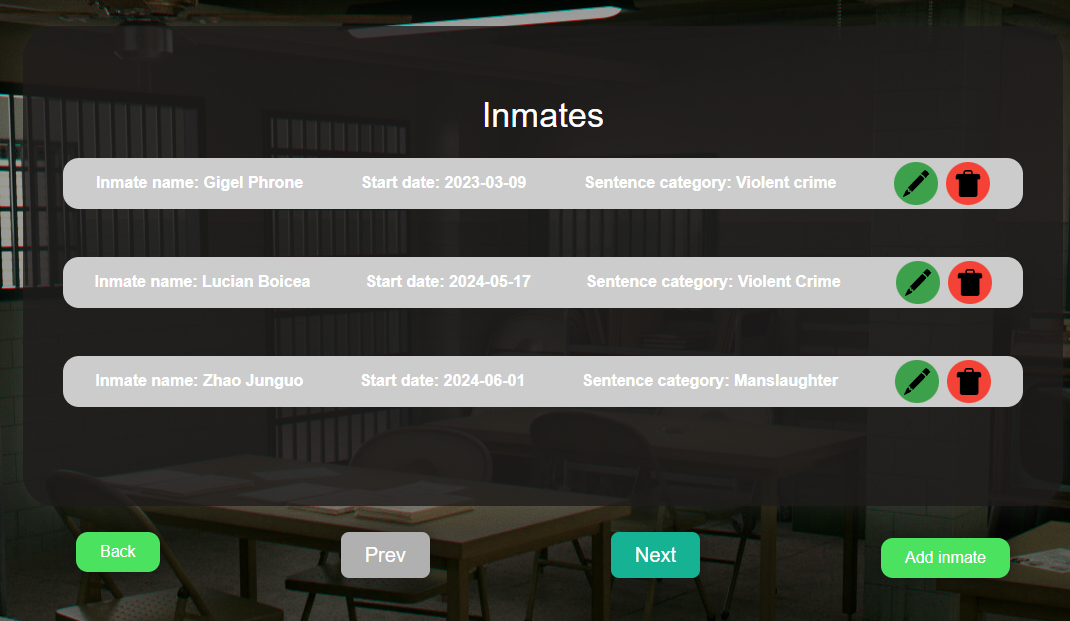 Inmates
Inmate name: Gigel Phrone Start date: 2023-03-09 Sentence category: Violent crime
Inmate name: Lucian Boicea Start date: 2024-05-17 Sentence category: Violent Crime
Inmate name: Zhao Junguo Start date: 2024-06-01 Sentence category: Manslaughter
Back Prev Next Add inmate